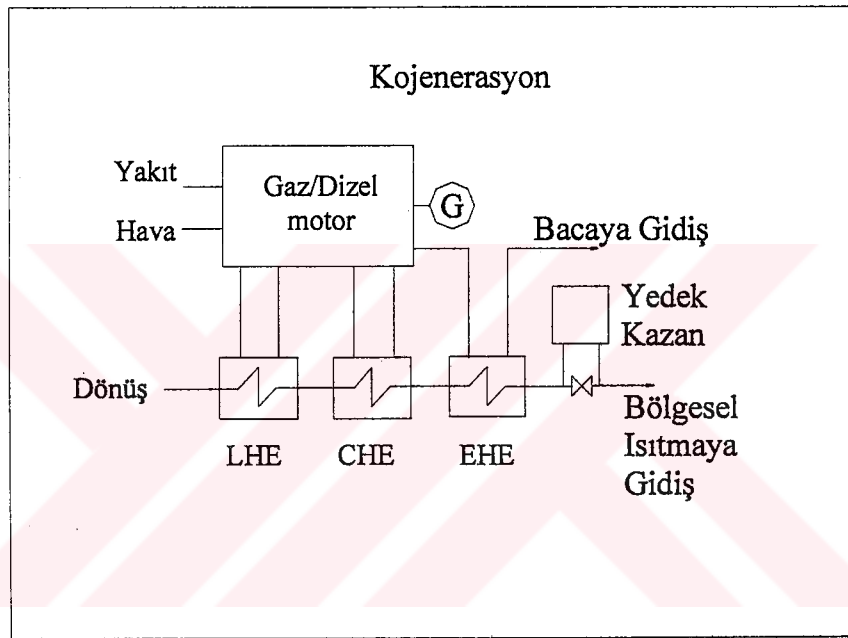 Kojenerasyon
Yakıt
Hava
Gaz/Dizel
motor
G
Bacaya Gidiş
Yedek
Kazan
Dönüş
Bölgesel
Isıtmaya
Gidiş
LHE
CHE
EHE